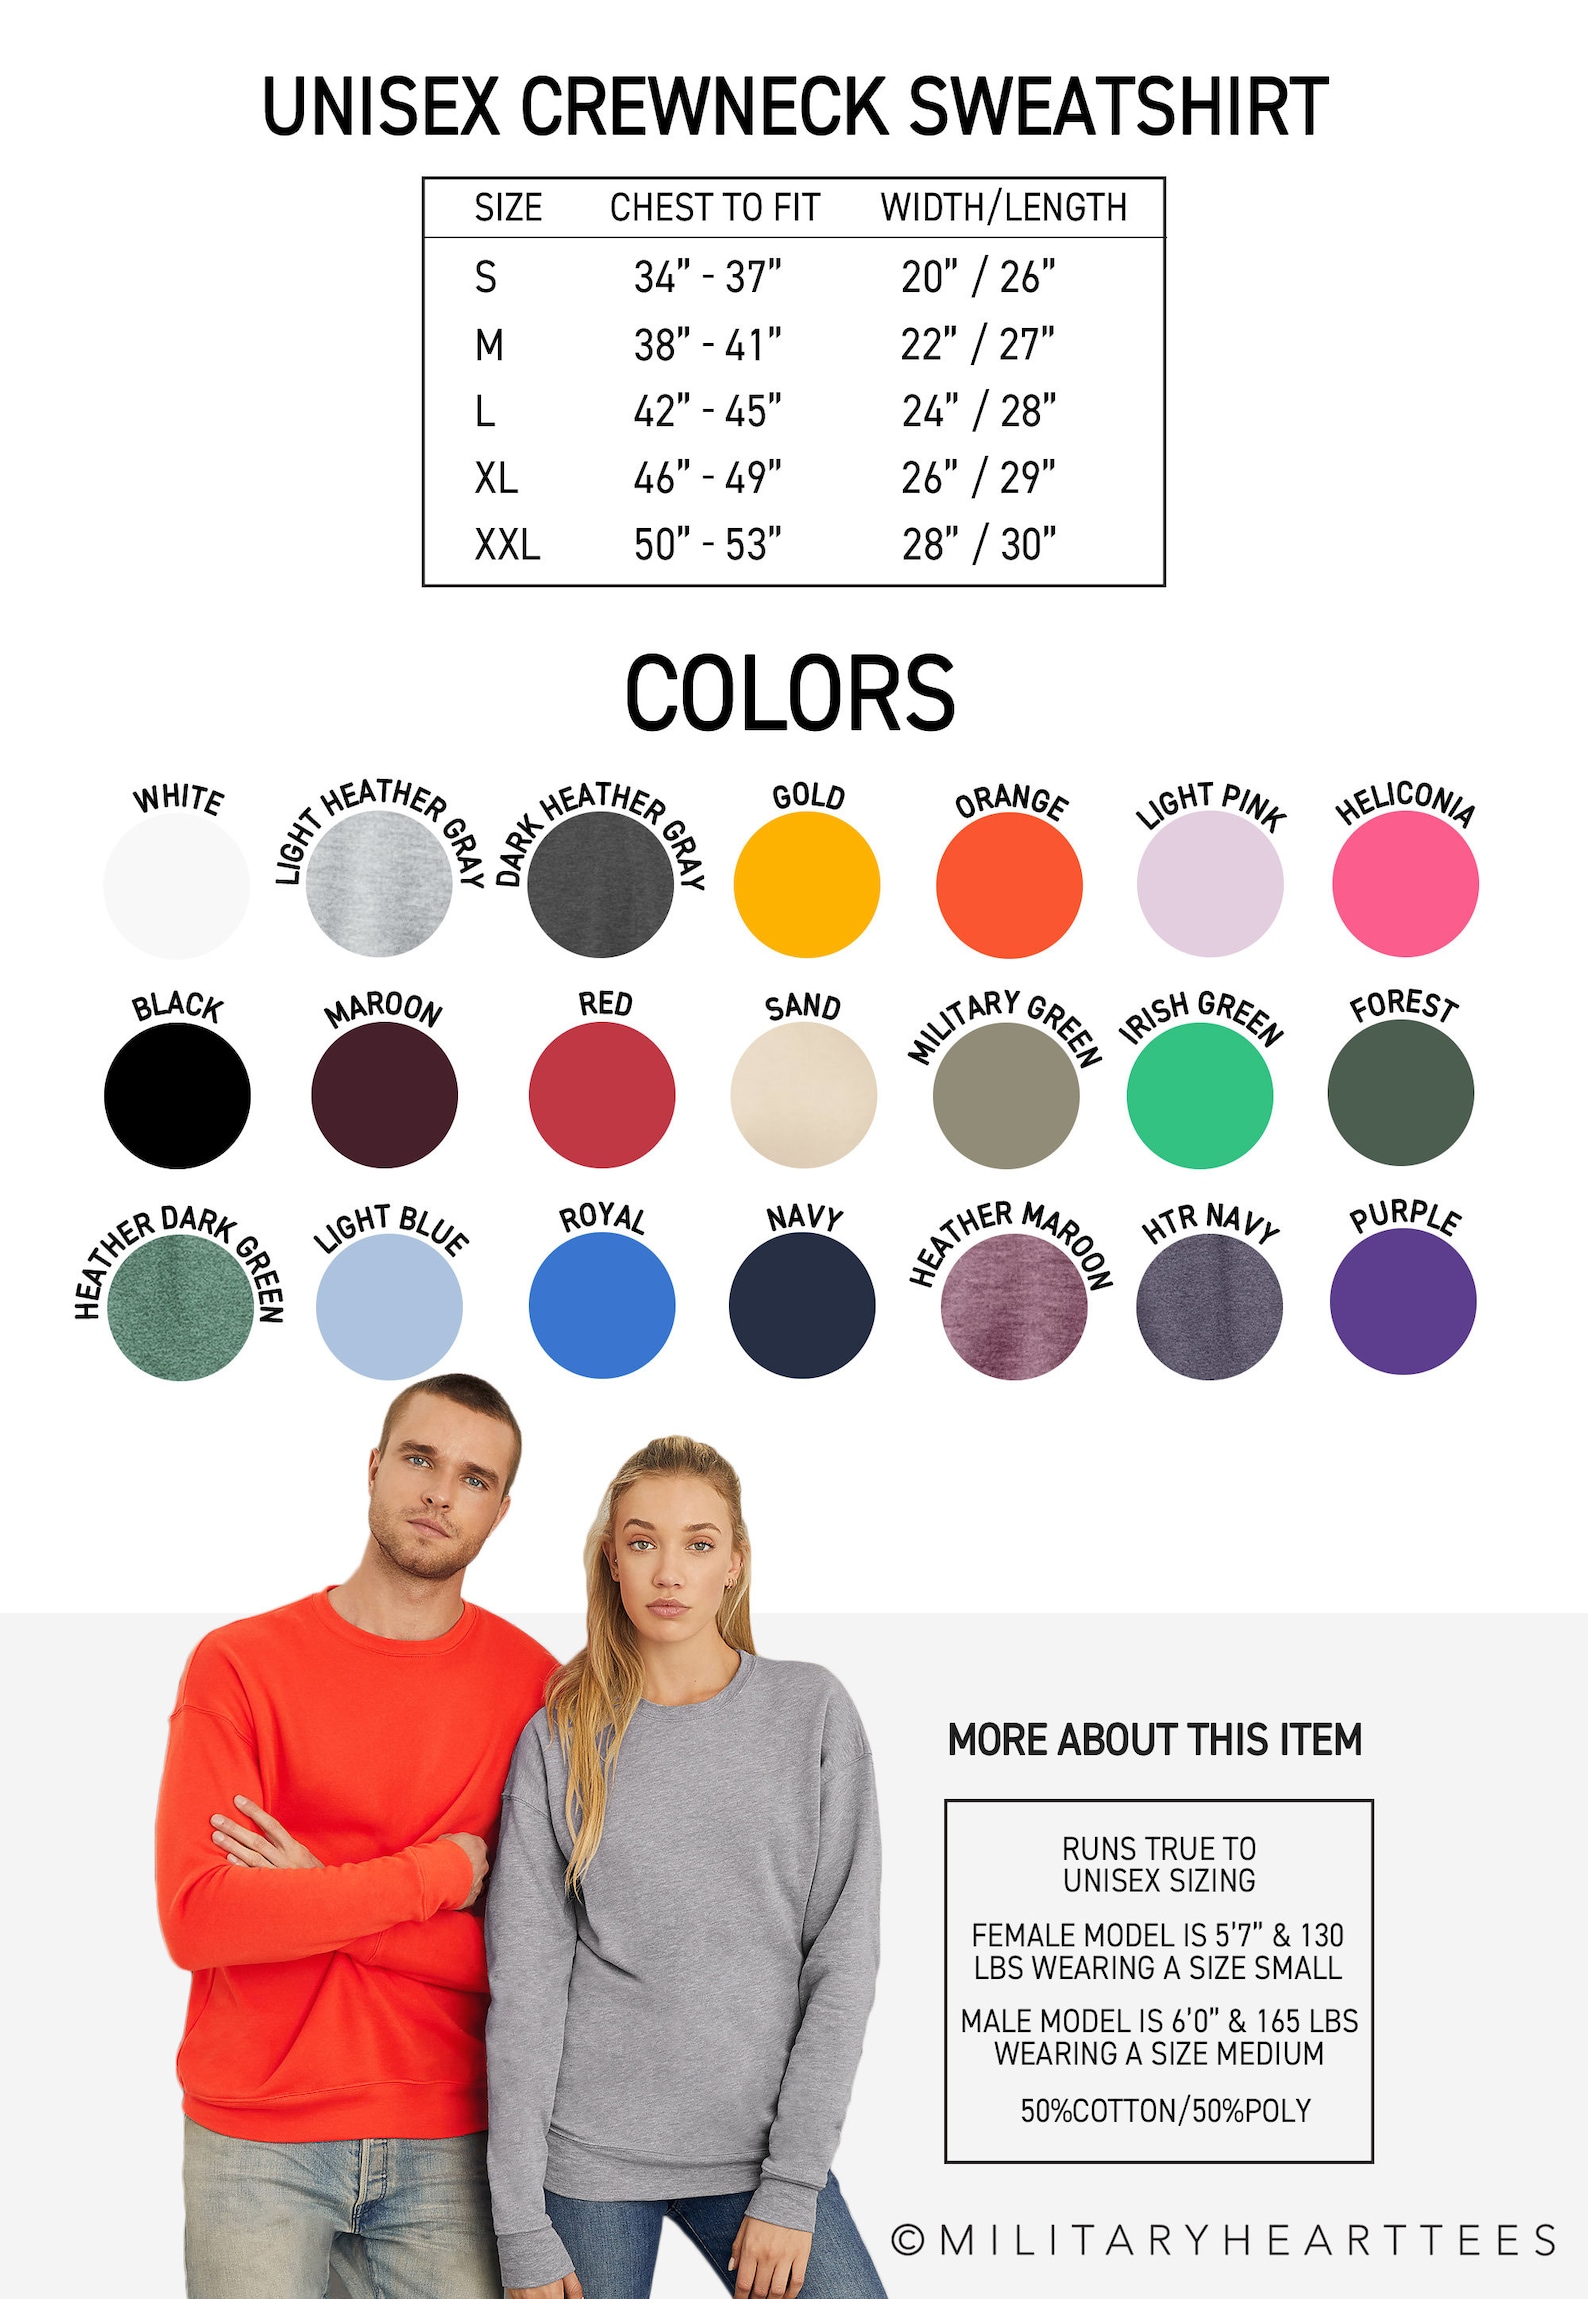 UNISEX CREWNECK SWEATSHIRT
SIZE CHEST TO FIT WIDTH/LENGTH
S 34” - 37” 20” / 26”
M 38” - 41” 22” / 27”
L 42” - 45” 24” / 28”
XL 46” - 49” 26” / 29”
XXL 50” - 53” 28” / 30”
COLORS
WHITE LIGHT HEATHER GRAY DARK HEATHER GRAY GOLD ORANGE LIGHT PINK HELICONIA
BLACK MAROON RED SAND MILITARY GREEN IRISH GREEN FOREST
HEATHER DARK GREEN LIGHT BLUE ROYAL NAVY HEATHER MAROON HTR NAVY PURPLE
MORE ABOUT THIS ITEM
RUNS TRUE TO
UNISEX SIZING
FEMALE MODEL IS 5’7” & 130
LBS WEARING A SIZE SMALL
MALE MODEL IS 6’0” & 165 LBS
WEARING A SIZE MEDIUM
50%COTTON/50%POLY
©MILITARYHEARTTEES